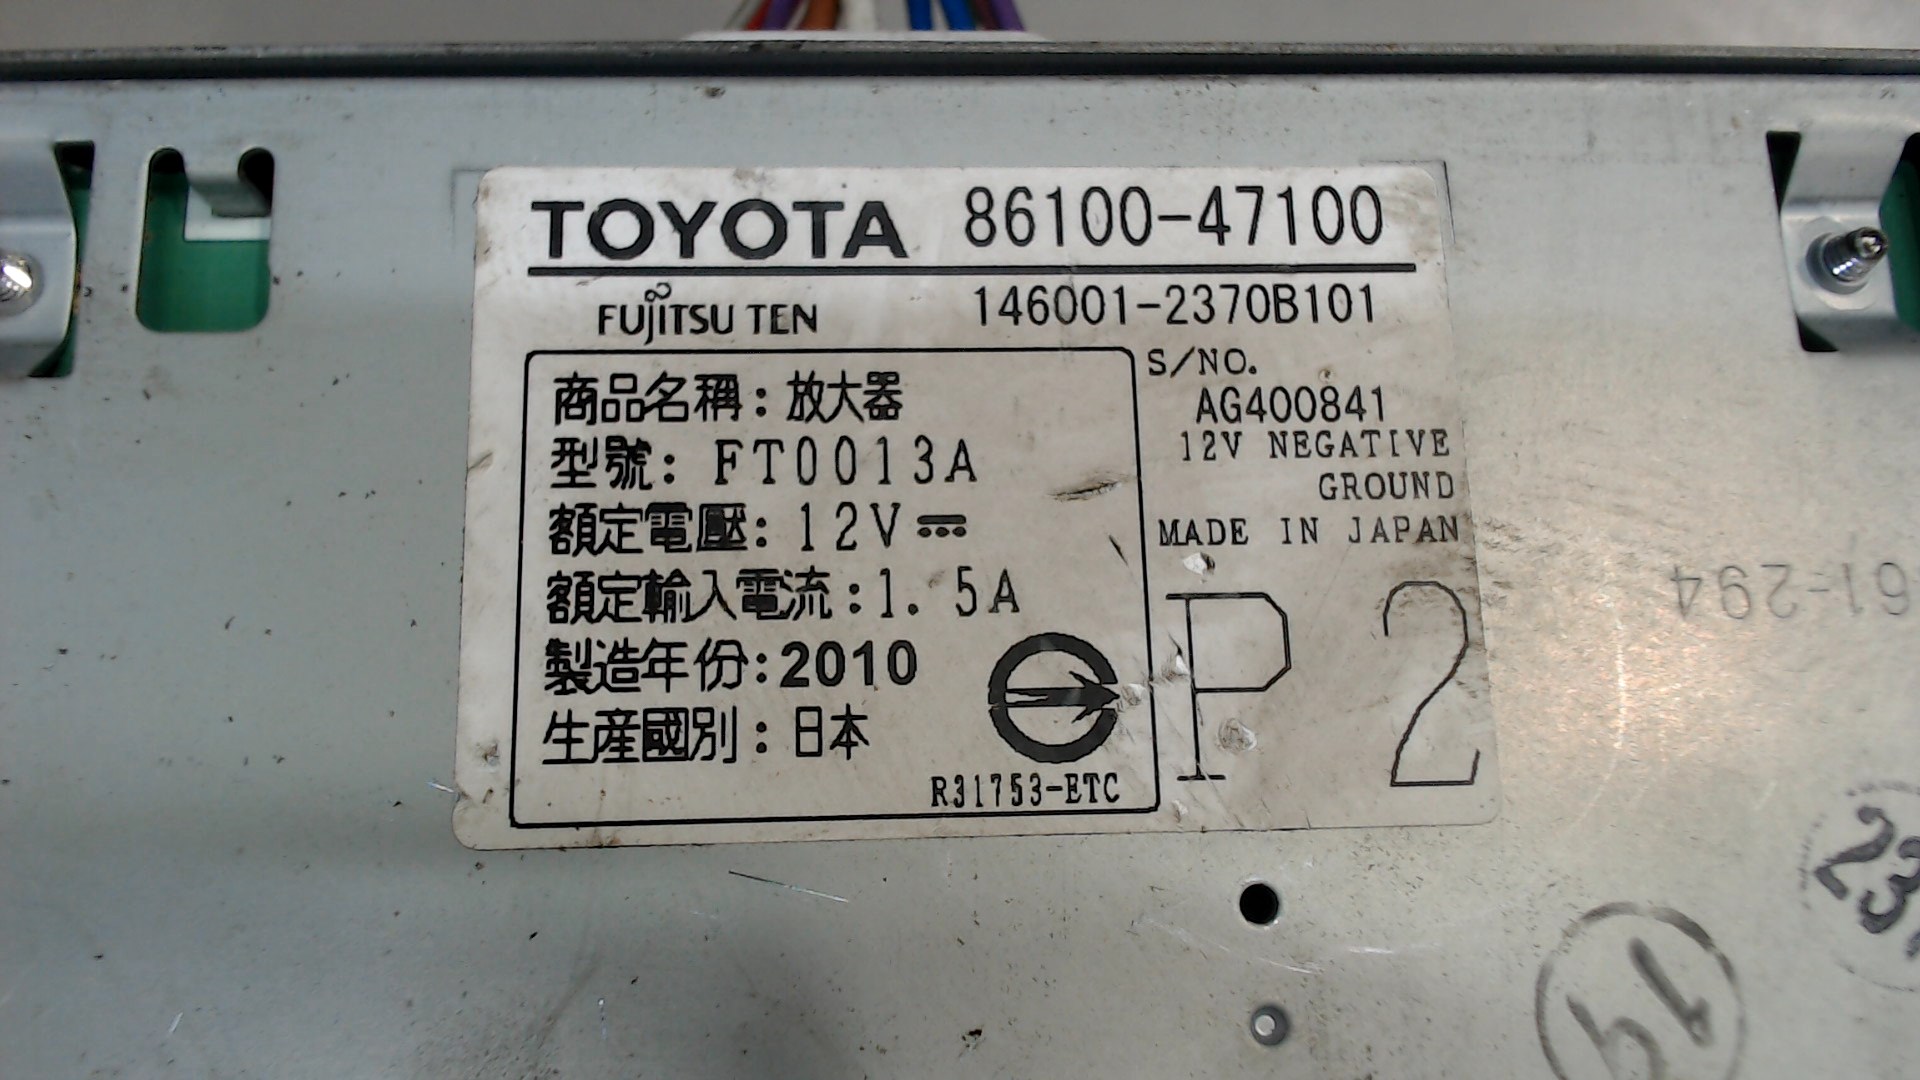 TOYOTA 86100-47100
FUJITSU TEN 146001-2370B101
商品名稱：放大器
型號：FT0013A
額定電壓：12V⎓
額定輸入電流：1.5A
製造年份：2010
生産國別：日本
R31753-ETC
S/NO.
AG400841
12V NEGATIVE
GROUND
MADE IN JAPAN
P 2
61-294